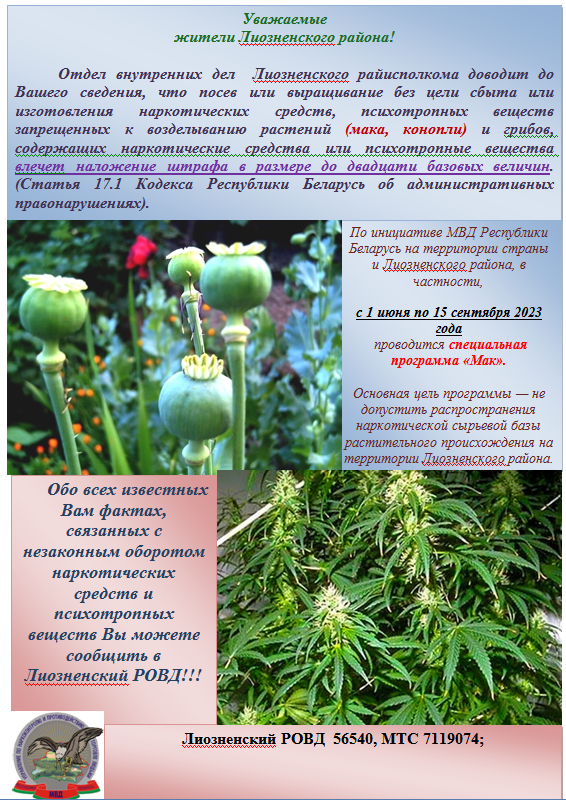 Уважаемые
жители Лиозненского района!
Отдел внутренних дел Лиозненского райисполкома доводит до
Вашего сведения, что посев или выращивание без цели сбыта или
изготовления наркотических средств, психотропных веществ
запрещенных к возделыванию растений (мака, конопли) и грибов,
содержащих наркотические средства или психотропные вещества
влечет наложение штрафа в размере до двадцати базовых величин.
(Статья 17.1 Кодекса Республики Беларусь об административных
правонарушениях).
По инициативе МВД Республики
Беларусь на территории страны
и Лиозненского района, в
частности,
с 1 июня по 15 сентября 2023
года
проводится специальная
программа «Мак».
Основная цель программы — не
допустить распространения
наркотической сырьевой базы
растительного происхождения на
территории Лиозненского района.
Обо всех известных
Вам фактах,
связанных с
незаконным оборотом
наркотических
средств и
психотропных
веществ Вы можете
сообщить в
Лиозненский РОВД!!!
Лиозненский РОВД 56540, МТС 7119074;
МВД